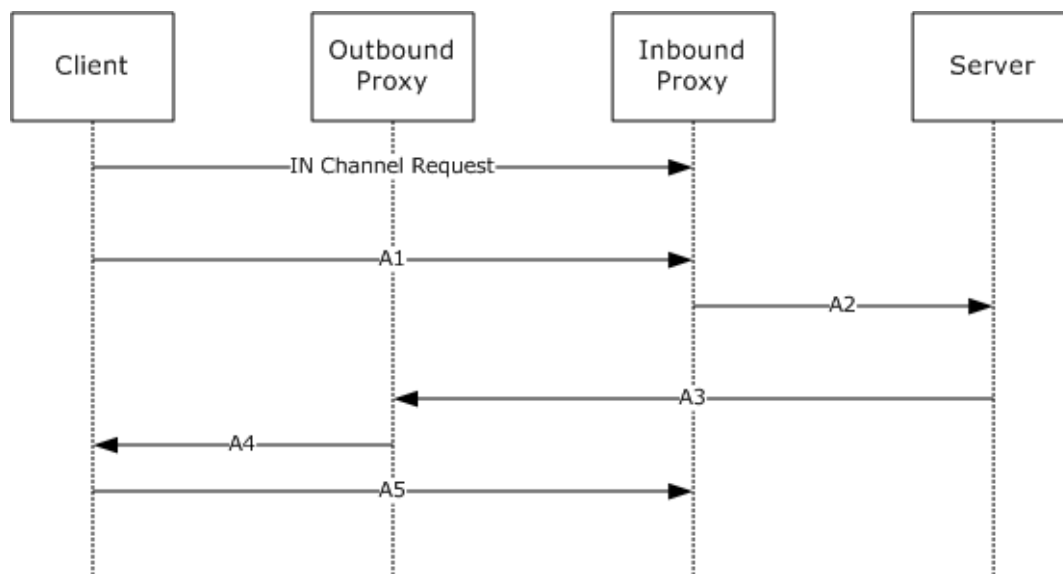 Client
Outbound
Proxy
Inbound
Proxy
Server
IN Channel Request
A1
A2
A3
A4
A5